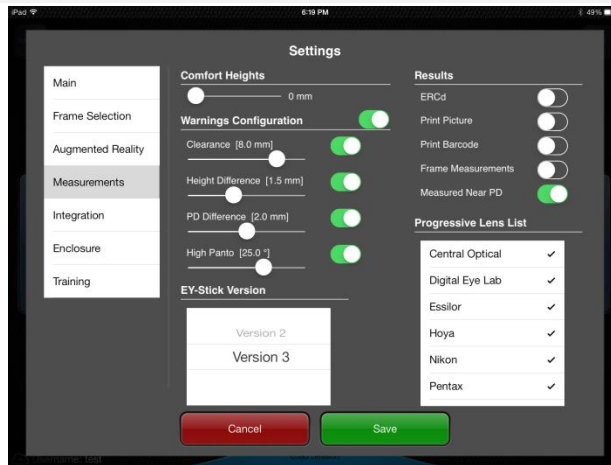 iPad
6:19 PM
49%
Settings
Main
Frame Selection
Augmented Reality
Measurements
Integration
Enclosure
Training
Comfort Heights
0 mm
Warnings Configuration
Clearance [8.0 mm]
Height Difference [1.5 mm]
PD Difference [2.0 mm]
High Panto [25.0 °]
EY-Stick Version
Version 2
Version 3
Results
ERCd
Print Picture
Print Barcode
Frame Measurements
Measured Near PD
Progressive Lens List
Central Optical
Digital Eye Lab
Essilor
Hoya
Nikon
Pentax
Cancel
Save
Username: test